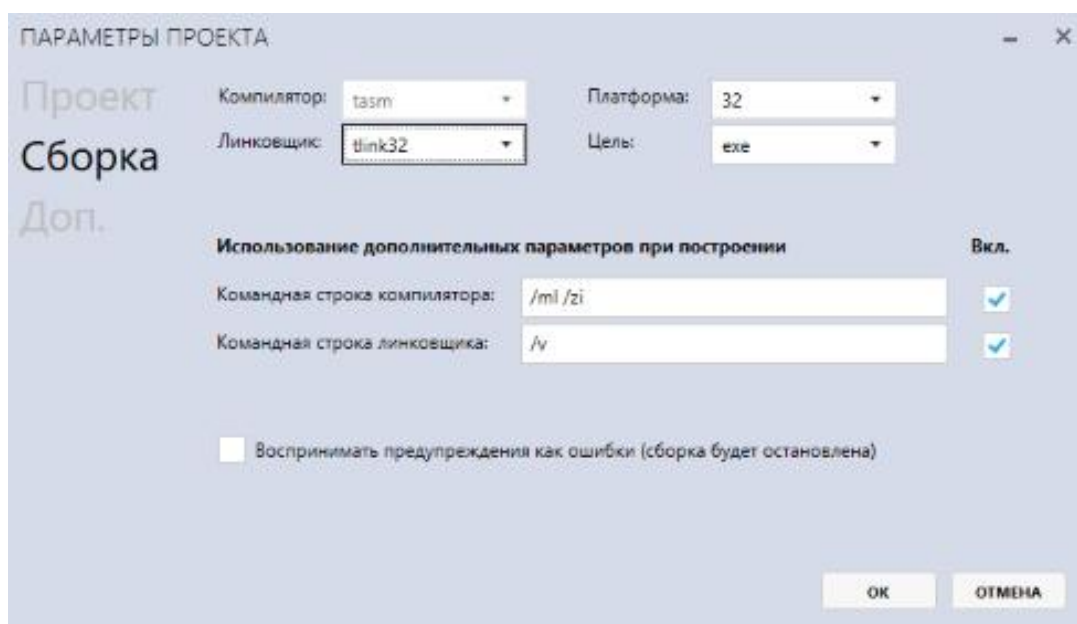 ПАРАМЕТРЫ ПРОЕКТА
Проект
Сборка
Доп.
Компилятор: tasm Платформа: 32
Линковщик: tlink32 Цель: exe
Использование дополнительных параметров при построении Вкл.
Командная строка компилятора: /ml /zi
Командная строка линковщика: /v
Воспринимать предупреждения как ошибки (сборка будет остановлена)
ОК ОТМЕНА